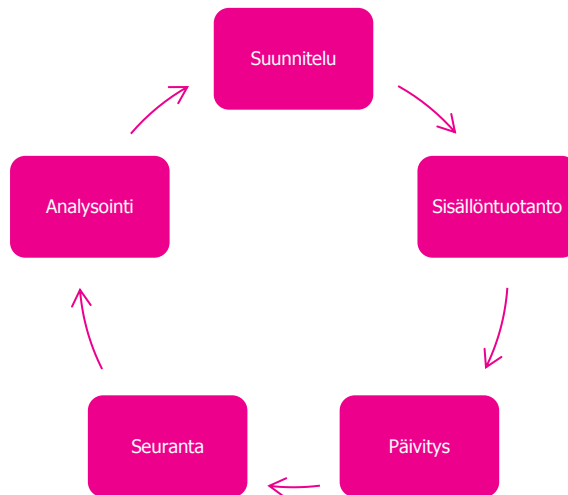 Suunnitelu
Sisällöntuotanto
Päivitys
Seuranta
Analysointi